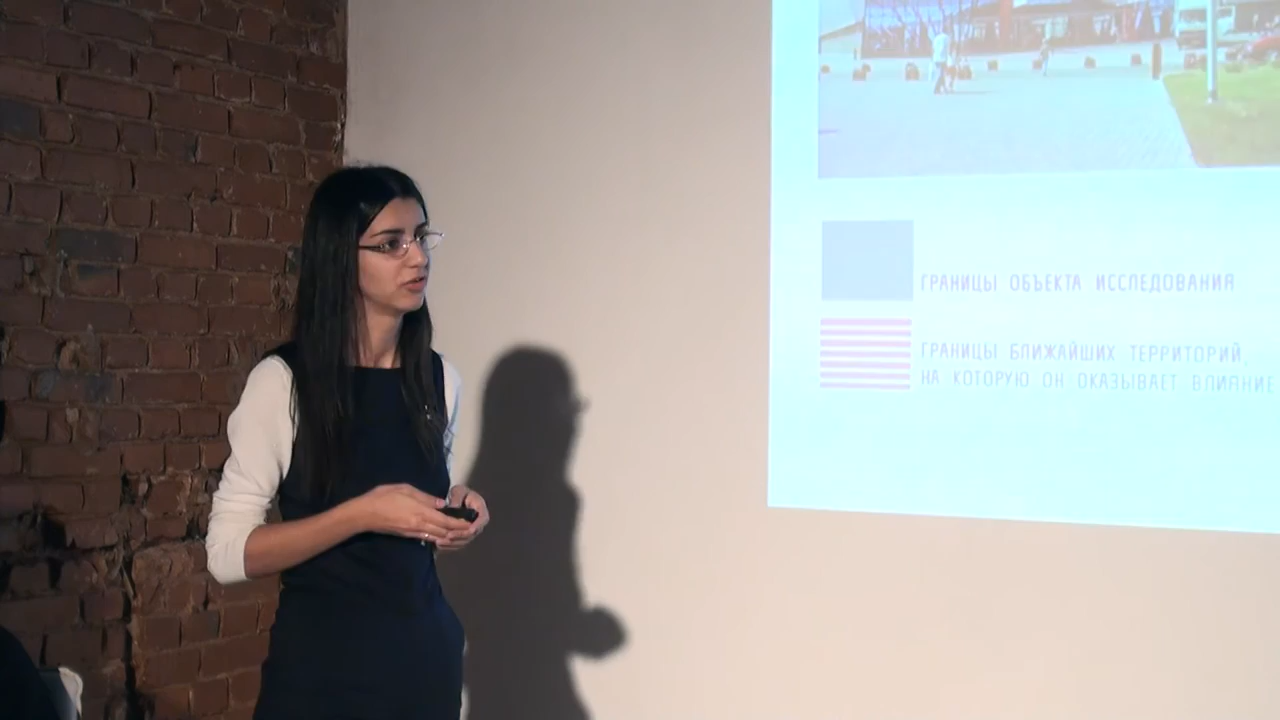 ГРАНИЦЫ ОБЪЕКТА ИССЛЕДОВАНИЯ
ГРАНИЦЫ БЛИЖАЙШИХ ТЕРРИТОРИЙ,
НА КОТОРУЮ ОН ОКАЗЫВАЕТ ВЛИЯНИЕ